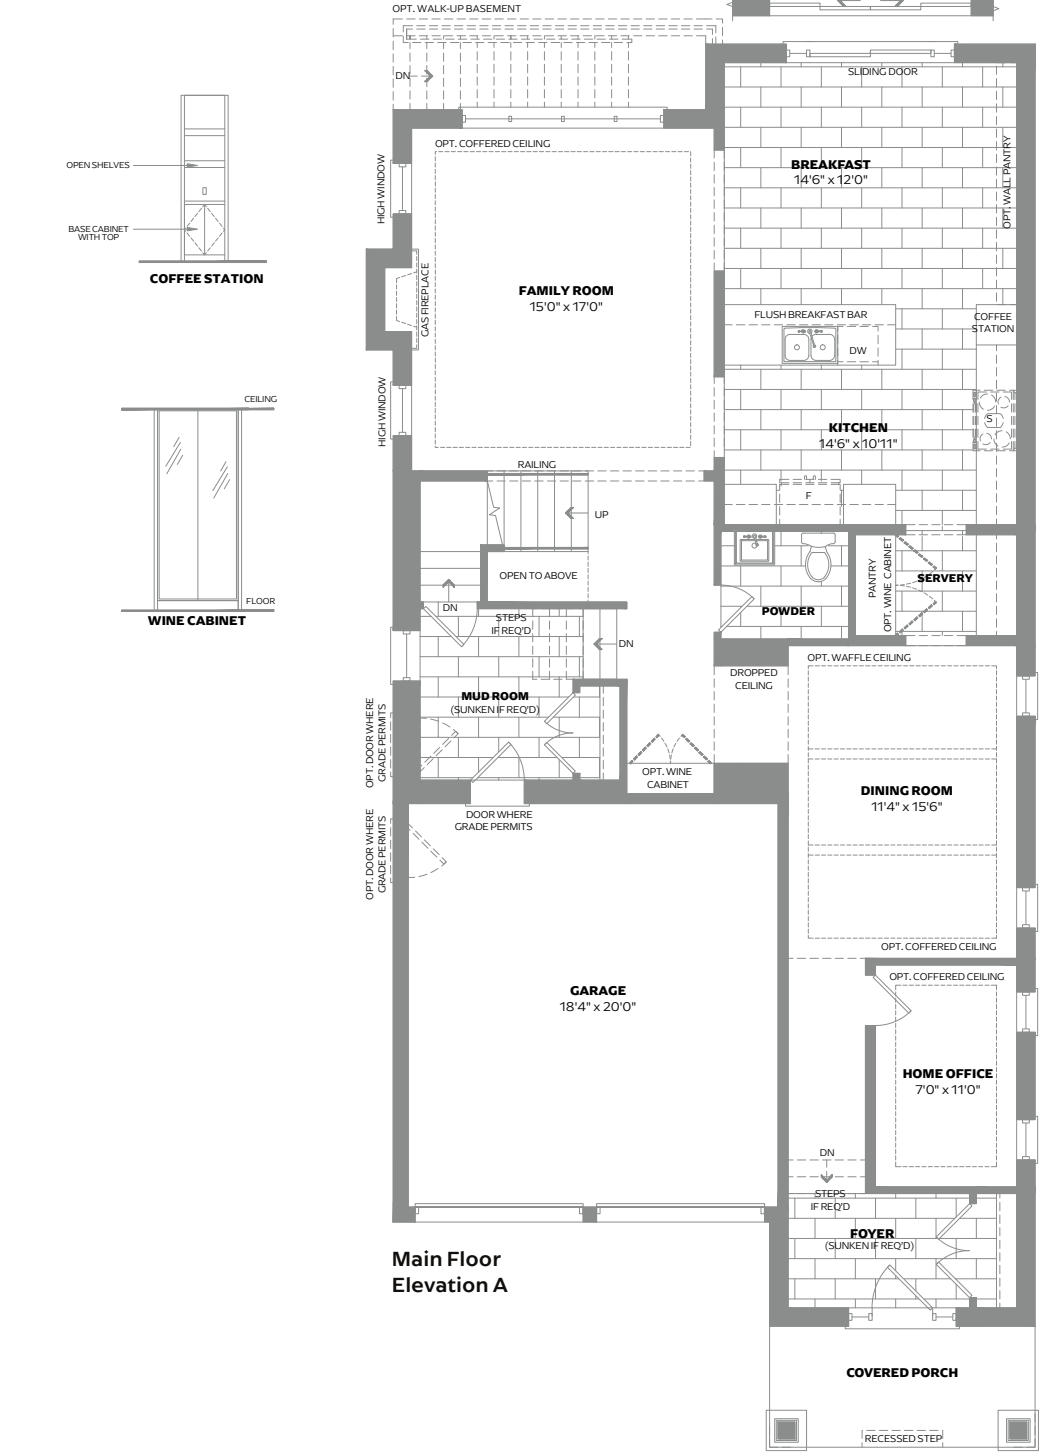 OPT. WALK-UP BASEMENT
DN
SLIDING DOOR
OPT. COFFERED CEILING
HIGH WINDOW
BREAKFAST
14'6" x 12'0"
OPT. WALL PANTRY
OPEN SHELVES
BASE CABINET
WITH TOP
COFFEE STATION
GAS FIREPLACE
FAMILY ROOM
15'0" x 17'0"
FLUSH BREAKFAST BAR
DW
COFFEE
STATION
CEILING
HIGH WINDOW
S
KITCHEN
14'6" x 10'11"
RAILING
F
UP
OPEN TO ABOVE
PANTRY
OPT. WINE CABINET
SERVERY
FLOOR
WINE CABINET
DN
STEPS
IF REQ'D
POWDER
DN
OPT. WAFFLE CEILING
DROPPED
CEILING
MUD ROOM
(SUNKEN IF REQ'D)
OPT. DOOR WHERE
GRADE PERMITS
OPT. WINE
CABINET
DINING ROOM
11'4" x 15'6"
DOOR WHERE
GRADE PERMITS
OPT. DOOR WHERE
GRADE PERMITS
OPT. COFFERED CEILING
OPT. COFFERED CEILING
GARAGE
18'4" x 20'0"
HOME OFFICE
7'0" x 11'0"
DN
STEPS
IF REQ'D
FOYER
(SUNKEN IF REQ'D)
Main Floor
Elevation A
COVERED PORCH
RECESSED STEP